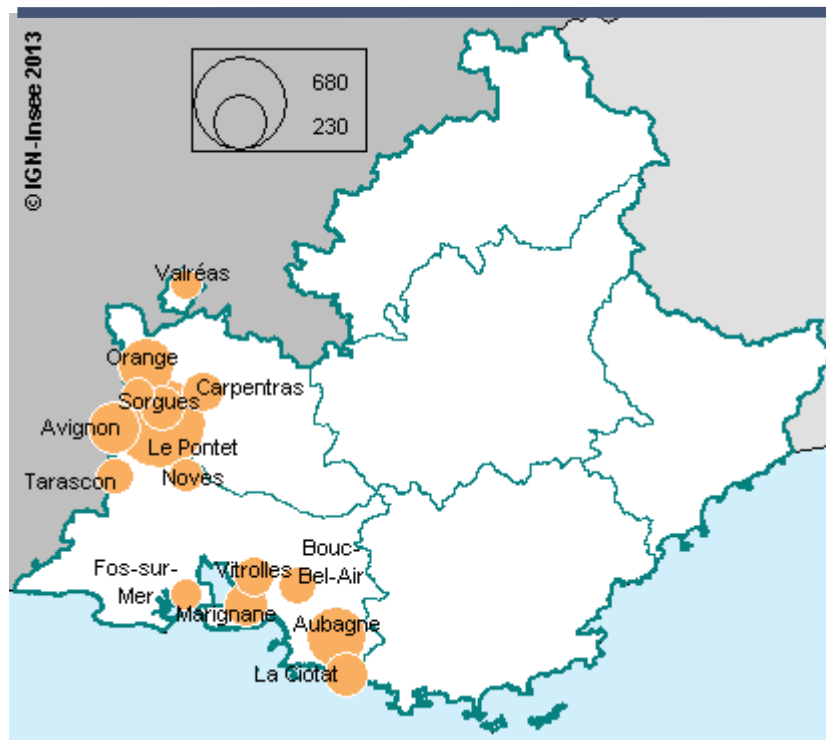 © IGN-Insee 2013
680
230
Valréas
Orange
Carpentras
Sorgues
Avignon
Le Pontet
Tarascon
Noves
Bouc-
Fos-sur-
Vitrolles
Bel-Air
Mer
Marignane
Aubagne
La Ciotat